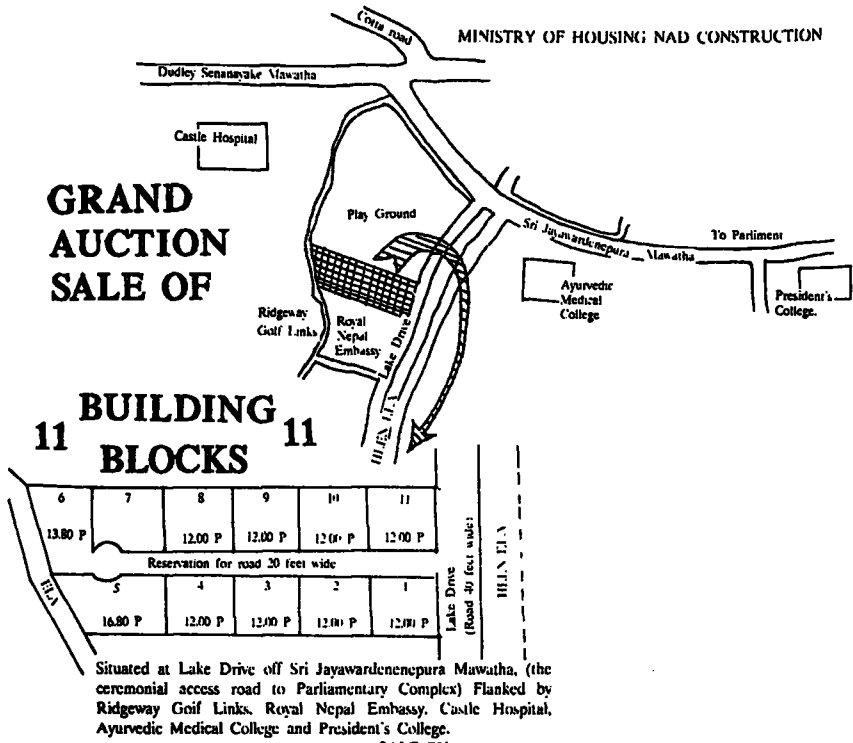 Cotta road
MINISTRY OF HOUSING NAD CONSTRUCTION
Dudley Senanayake Mawatha
Castle Hospital
GRAND
AUCTION
SALE OF
Play Ground
Sri Jayawardenepura Mawatha
To Parliment
Ayurvedic
Medical
College
President's
College.
Ridgeway
Golf Links
Royal
Nepal
Embassy
Lake Drive
HLEN ELA
11 BUILDING 11
BLOCKS
6 7 8 9 10 11
13.80 P 12.00 P 12.00 P 12.00 P 12.00 P
Reservation for road 20 feet wide
5 4 3 2 1
16.80 P 12.00 P 12.00 P 12.00 P 12.00 P
ELA
Lake Drive
(Road 40 feet wide)
HLEN ELA
Situated at Lake Drive off Sri Jayawardenenepura Mawatha, (the
ceremonial access road to Parliamentary Complex) Flanked by
Ridgeway Golf Links, Royal Nepal Embassy, Castle Hospital,
Ayurvedic Medical College and President's College.